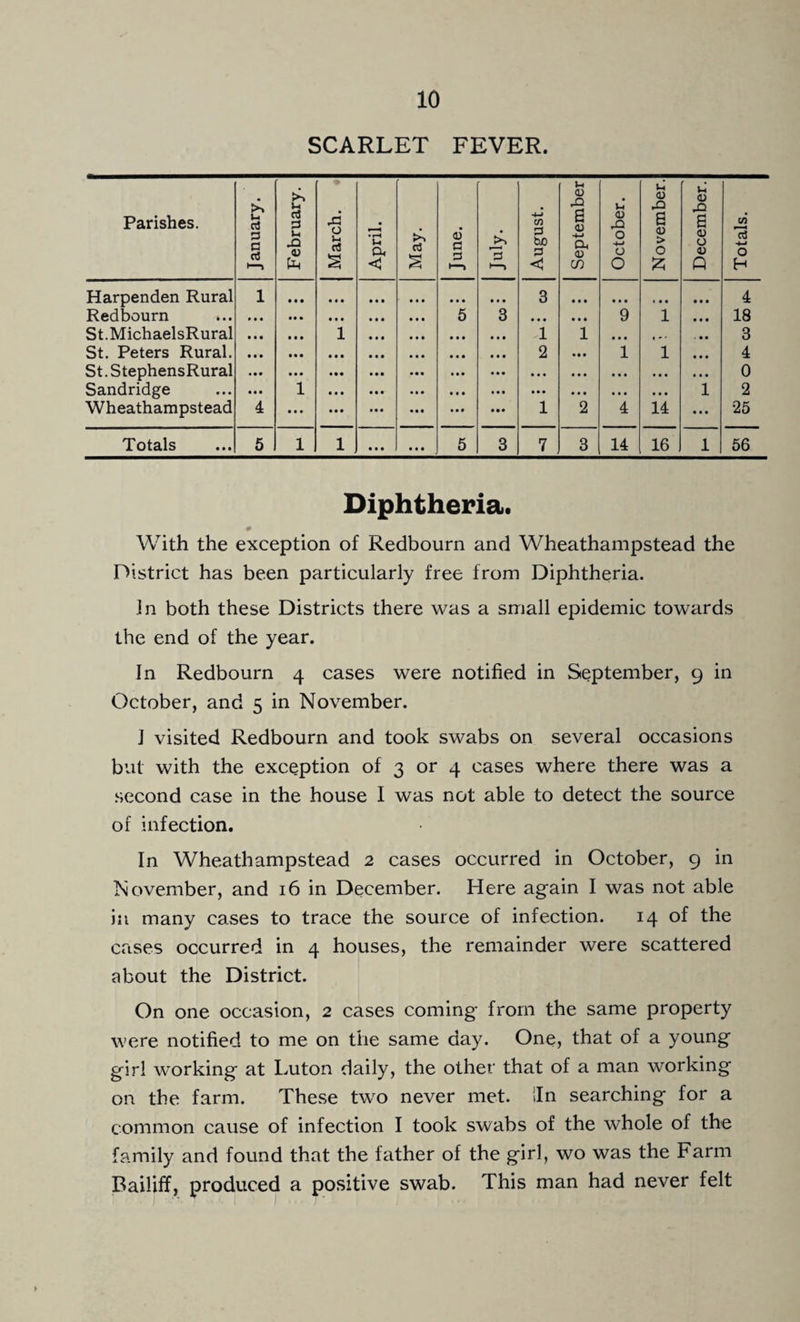 10
SCARLET FEVER.
Parishes. January. February. March. April. May. June. July. August. September October. November. December. Totals.
Harpenden Rural 1 ... ... ... ... ... ... 3 ... ... ... ... 4
Redbourn ... ... ... ... ... ... 5 3 ... ... 9 1 ... 18
St.MichaelsRural ... ... 1 ... ... ... ... 1 1 ... ... .. 3
St. Peters Rural. ... ... ... ... ... ... ... 2 ... 1 1 ... 4
St.StephensRural ... ... ... ... ... ... ... ... ... ... ... ... 0
Sandridge ... ... 1 ... ... ... ... ... ... ... ... ... 1 2
Wheathampstead 4 ... ... ... ... ... ... 1 2 4 14 ... 25
Totals ... 5 1 1 ... ... 5 3 7 3 14 16 1 56
Diphtheria.
With the exception of Redbourn and Wheathampstead the
District has been particularly free from Diphtheria.
In both these Districts there was a small epidemic towards
the end of the year.
In Redbourn 4 cases were notified in September, 9 in
October, and 5 in November.
I visited Redbourn and took swabs on several occasions
but with the exception of 3 or 4 cases where there was a
second case in the house I was not able to detect the source
of infection.
In Wheathampstead 2 cases occurred in October, 9 in
November, and 16 in December. Here again I was not able
in many cases to trace the source of infection. 14 of the
cases occurred in 4 houses, the remainder were scattered
about the District.
On one occasion, 2 cases coming from the same property
were notified to me on the same day. One, that of a young
girl working at Luton daily, the other that of a man working
on the farm. These two never met. In searching for a
common cause of infection I took swabs of the whole of the
family and found that the father of the girl, wo was the Farm
Bailiff, produced a positive swab. This man had never felt